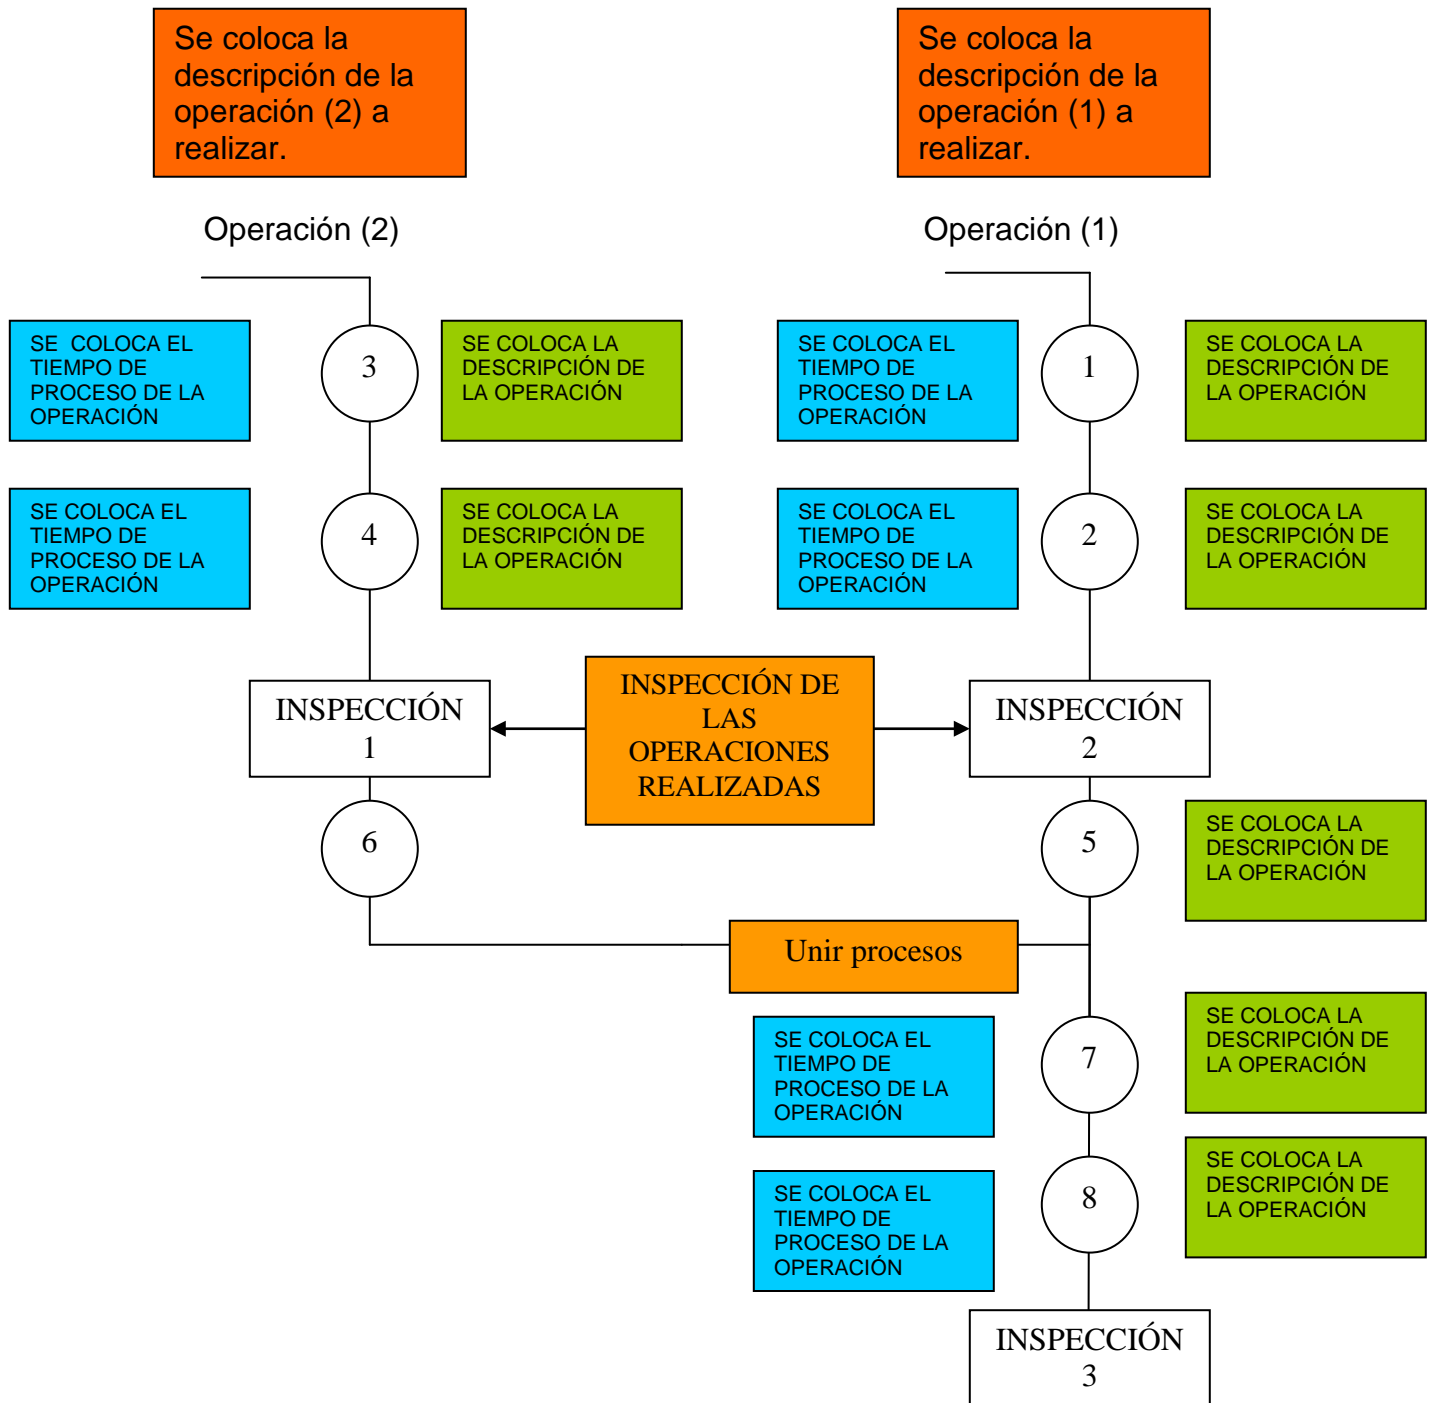 Se coloca la
descripción de la
operación (2) a
realizar.
Se coloca la
descripción de la
operación (1) a
realizar.
Operación (2)
Operación (1)
SE COLOCA EL
TIEMPO DE
PROCESO DE LA
OPERACIÓN
3
SE COLOCA LA
DESCRIPCIÓN DE
LA OPERACIÓN
SE COLOCA EL
TIEMPO DE
PROCESO DE LA
OPERACIÓN
1
SE COLOCA LA
DESCRIPCIÓN DE
LA OPERACIÓN
SE COLOCA EL
TIEMPO DE
PROCESO DE LA
OPERACIÓN
4
SE COLOCA LA
DESCRIPCIÓN DE
LA OPERACIÓN
SE COLOCA EL
TIEMPO DE
PROCESO DE LA
OPERACIÓN
2
SE COLOCA LA
DESCRIPCIÓN DE
LA OPERACIÓN
INSPECCIÓN
1
INSPECCIÓN DE
LAS
OPERACIONES
REALIZADAS
INSPECCIÓN
2
6
5
SE COLOCA LA
DESCRIPCIÓN DE
LA OPERACIÓN
Unir procesos
SE COLOCA EL
TIEMPO DE
PROCESO DE LA
OPERACIÓN
7
SE COLOCA LA
DESCRIPCIÓN DE
LA OPERACIÓN
SE COLOCA EL
TIEMPO DE
PROCESO DE LA
OPERACIÓN
8
SE COLOCA LA
DESCRIPCIÓN DE
LA OPERACIÓN
INSPECCIÓN
3